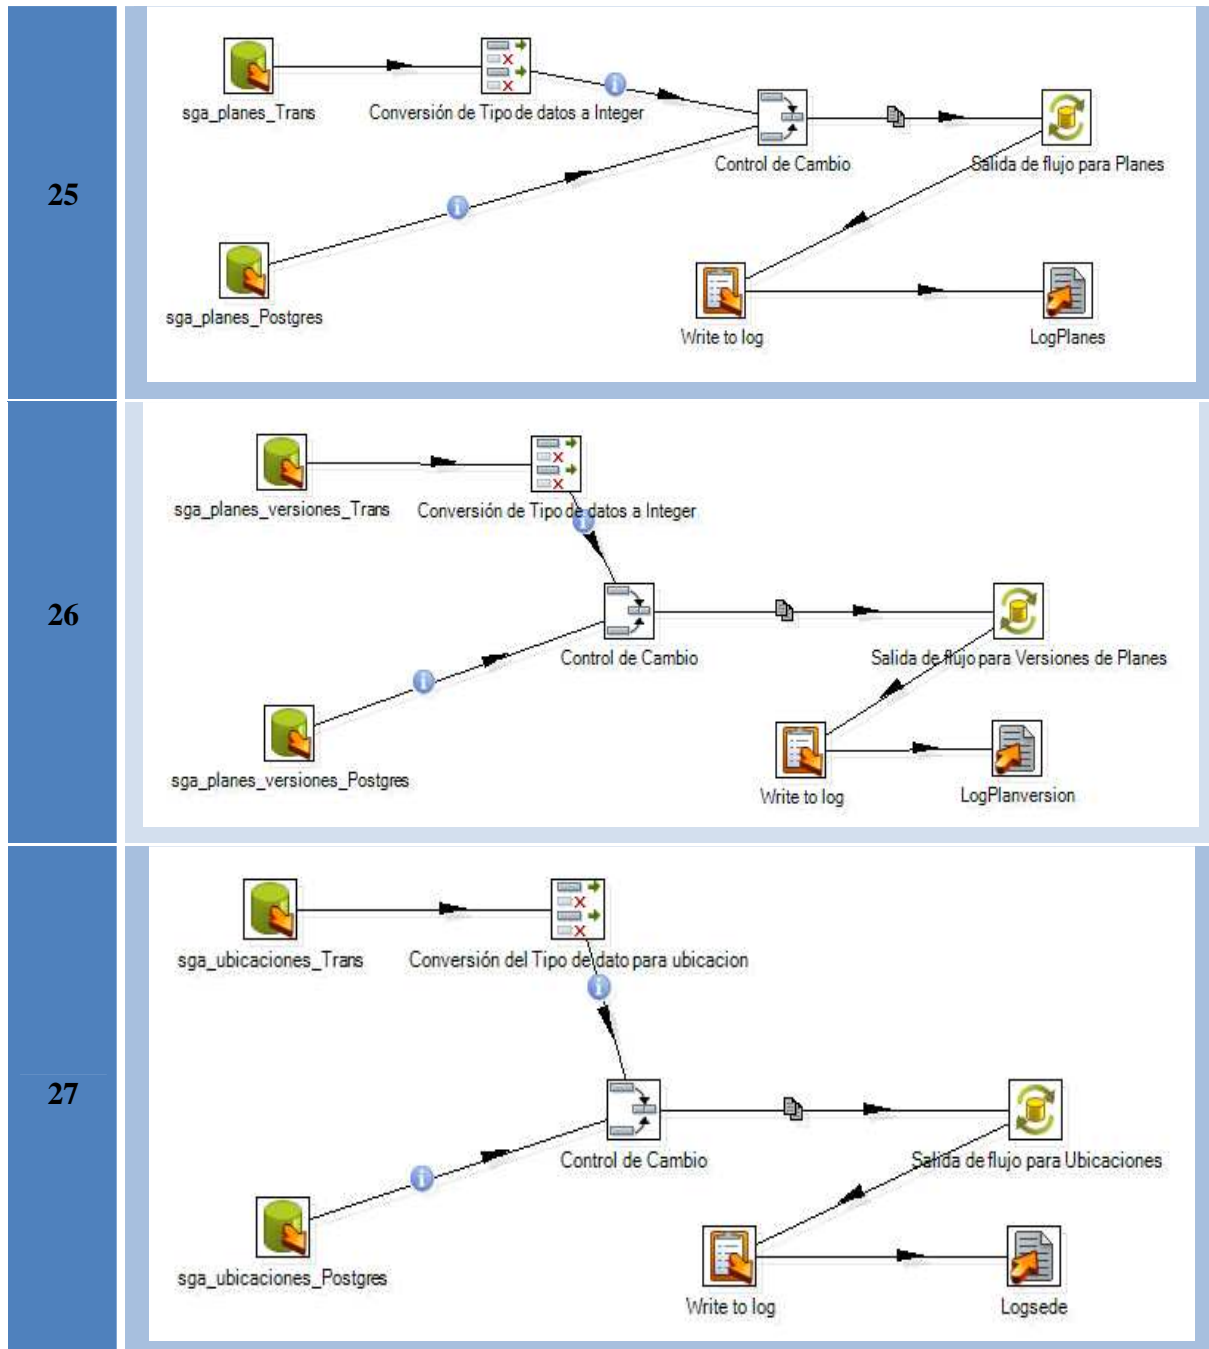 25
sga_planes_Trans
Conversión de Tipo de datos a Integer
Control de Cambio
Salida de flujo para Planes
sga_planes_Postgres
Write to log
LogPlanes
26
sga_planes_versiones_Trans
Conversión de Tipo de datos a Integer
Control de Cambio
Salida de flujo para Versiones de Planes
sga_planes_versiones_Postgres
Write to log
LogPlanversion
27
sga_ubicaciones_Trans
Conversión del Tipo de dato para ubicacion
Control de Cambio
Salida de flujo para Ubicaciones
sga_ubicaciones_Postgres
Write to log
Logsede